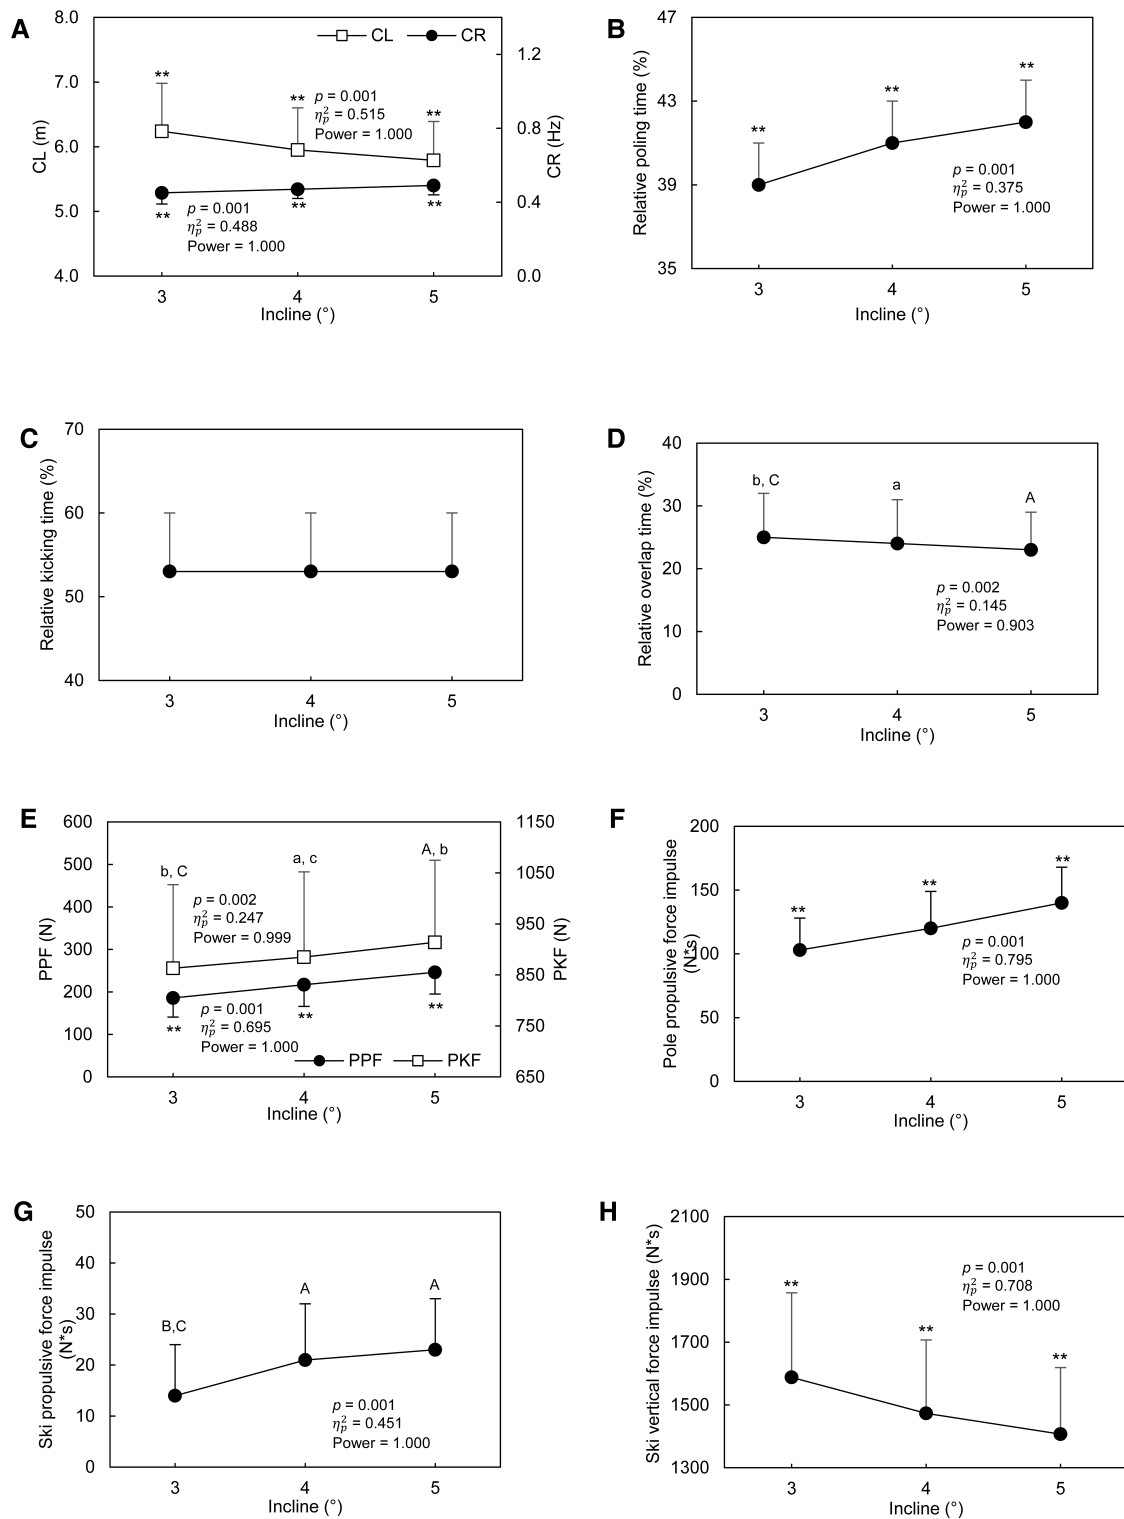 A
8.0
7.0
6.0
5.0
4.0
CL (m)
CL
CR
1.2
0.8
0.4
0.0
CR (Hz)
**
**
**
p = 0.001
η²p = 0.515
Power = 1.000
**
**
**
p = 0.001
η²p = 0.488
Power = 1.000
3 4 5
Incline (°)
B
47
43
39
35
Relative poling time (%)
**
**
**
p = 0.001
η²p = 0.375
Power = 1.000
3 4 5
Incline (°)
C
70
60
50
40
Relative kicking time (%)
3 4 5
Incline (°)
D
40
30
20
10
0
Relative overlap time (%)
b, C
a
A
p = 0.002
η²p = 0.145
Power = 0.903
3 4 5
Incline (°)
E
600
500
400
300
200
100
0
PPF (N)
1150
1050
950
850
750
650
PKF (N)
b, C
a, c
A, b
p = 0.002
η²p = 0.247
Power = 0.999
**
**
**
p = 0.001
η²p = 0.695
Power = 1.000
PPF
PKF
3 4 5
Incline (°)
F
200
150
100
50
0
Pole propulsive force impulse
(N*s)
**
**
**
p = 0.001
η²p = 0.795
Power = 1.000
3 4 5
Incline (°)
G
50
40
30
20
10
0
Ski propulsive force impulse
(N*s)
B,C
A
A
p = 0.001
η²p = 0.451
Power = 1.000
3 4 5
Incline (°)
H
2100
1900
1700
1500
1300
Ski vertical force impulse (N*s)
**
**
**
p = 0.001
η²p = 0.708
Power = 1.000
3 4 5
Incline (°)